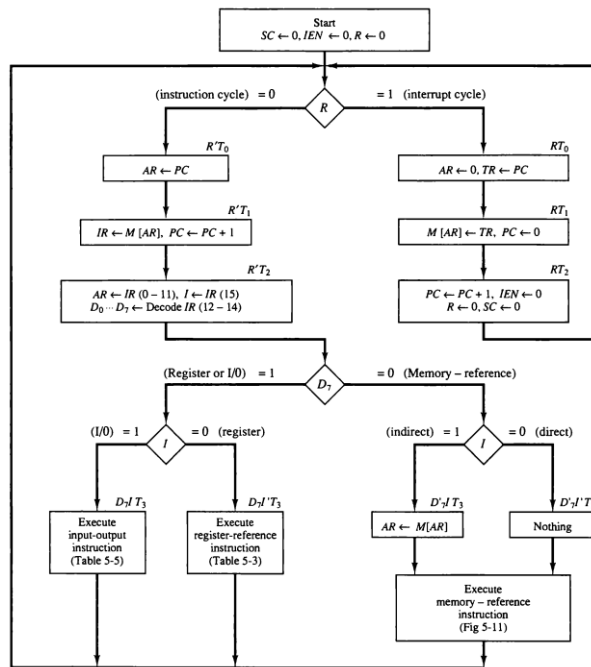 Start
SC ← 0, IEN ← 0, R ← 0
(instruction cycle) = 0
= 1 (interrupt cycle)
R
R'T0
AR ← PC
R'T1
IR ← M [AR], PC ← PC + 1
R'T2
AR ← IR (0 – 11), I ← IR (15)
D0 ··· D7 ← Decode IR (12 – 14)
RT0
AR ← 0, TR ← PC
RT1
M [AR] ← TR, PC ← 0
RT2
PC ← PC + 1, IEN ← 0
R ← 0, SC ← 0
(Register or I/0) = 1
= 0 (Memory – reference)
D7
(I/0) = 1
= 0 (register)
I
(indirect) = 1
= 0 (direct)
I
D7IT3
Execute
input-output
instruction
(Table 5-5)
D7I'T3
Execute
register-reference
instruction
(Table 5-3)
D'7IT3
AR ← M[AR]
D'7I'T
Nothing
Execute
memory – reference
instruction
(Fig 5-11)